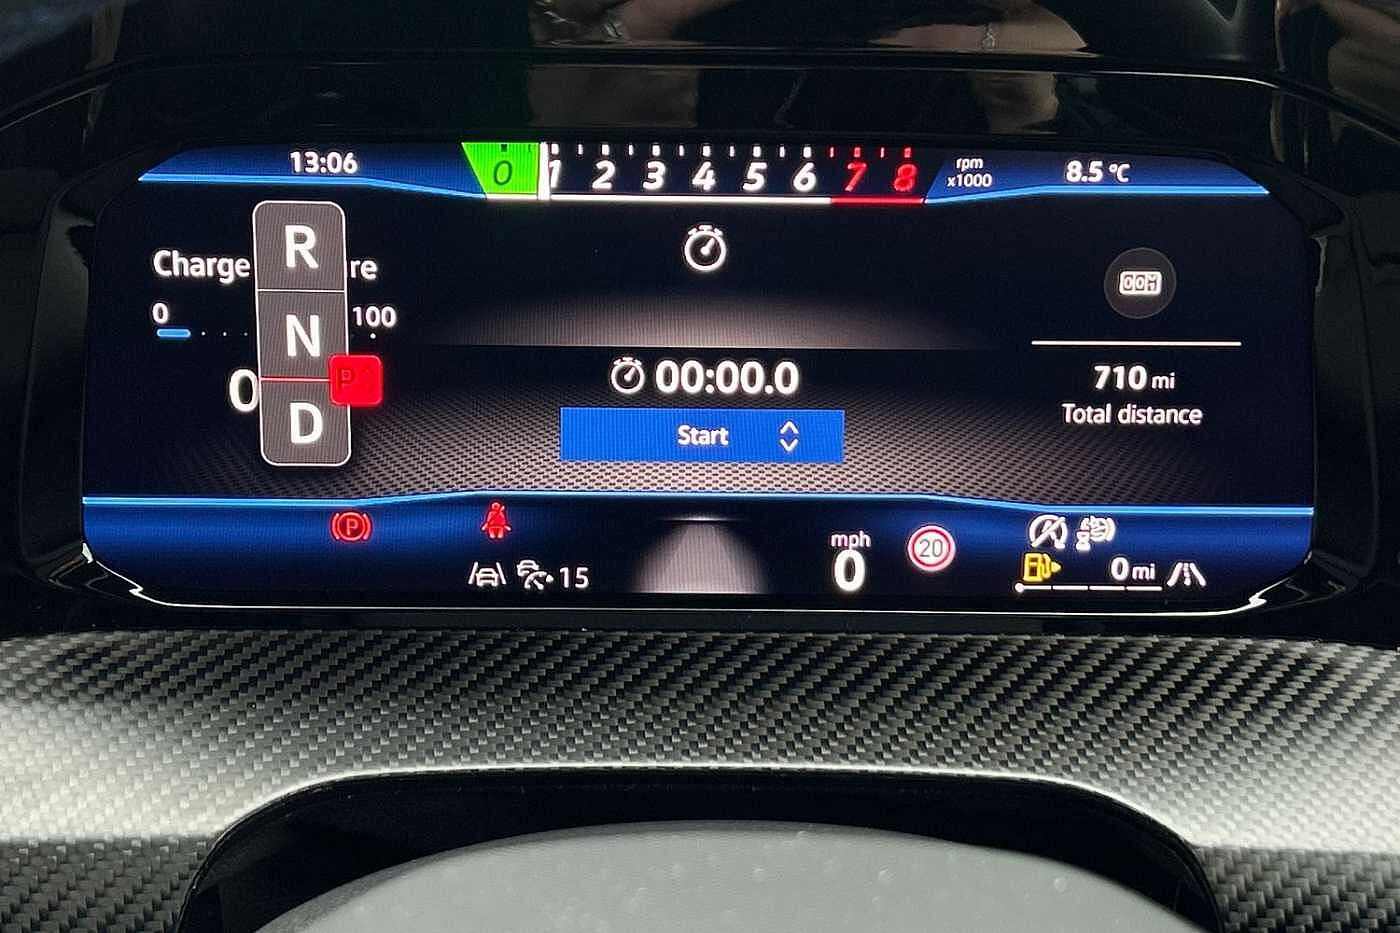 13:06
0 1 2 3 4 5 6 7 8
rpm
x1000
8.5 °C
R
Charge re
N
0 100
P
0
D
00:00.0
Start
710 mi
Total distance
P
15
mph
0
20
0 mi